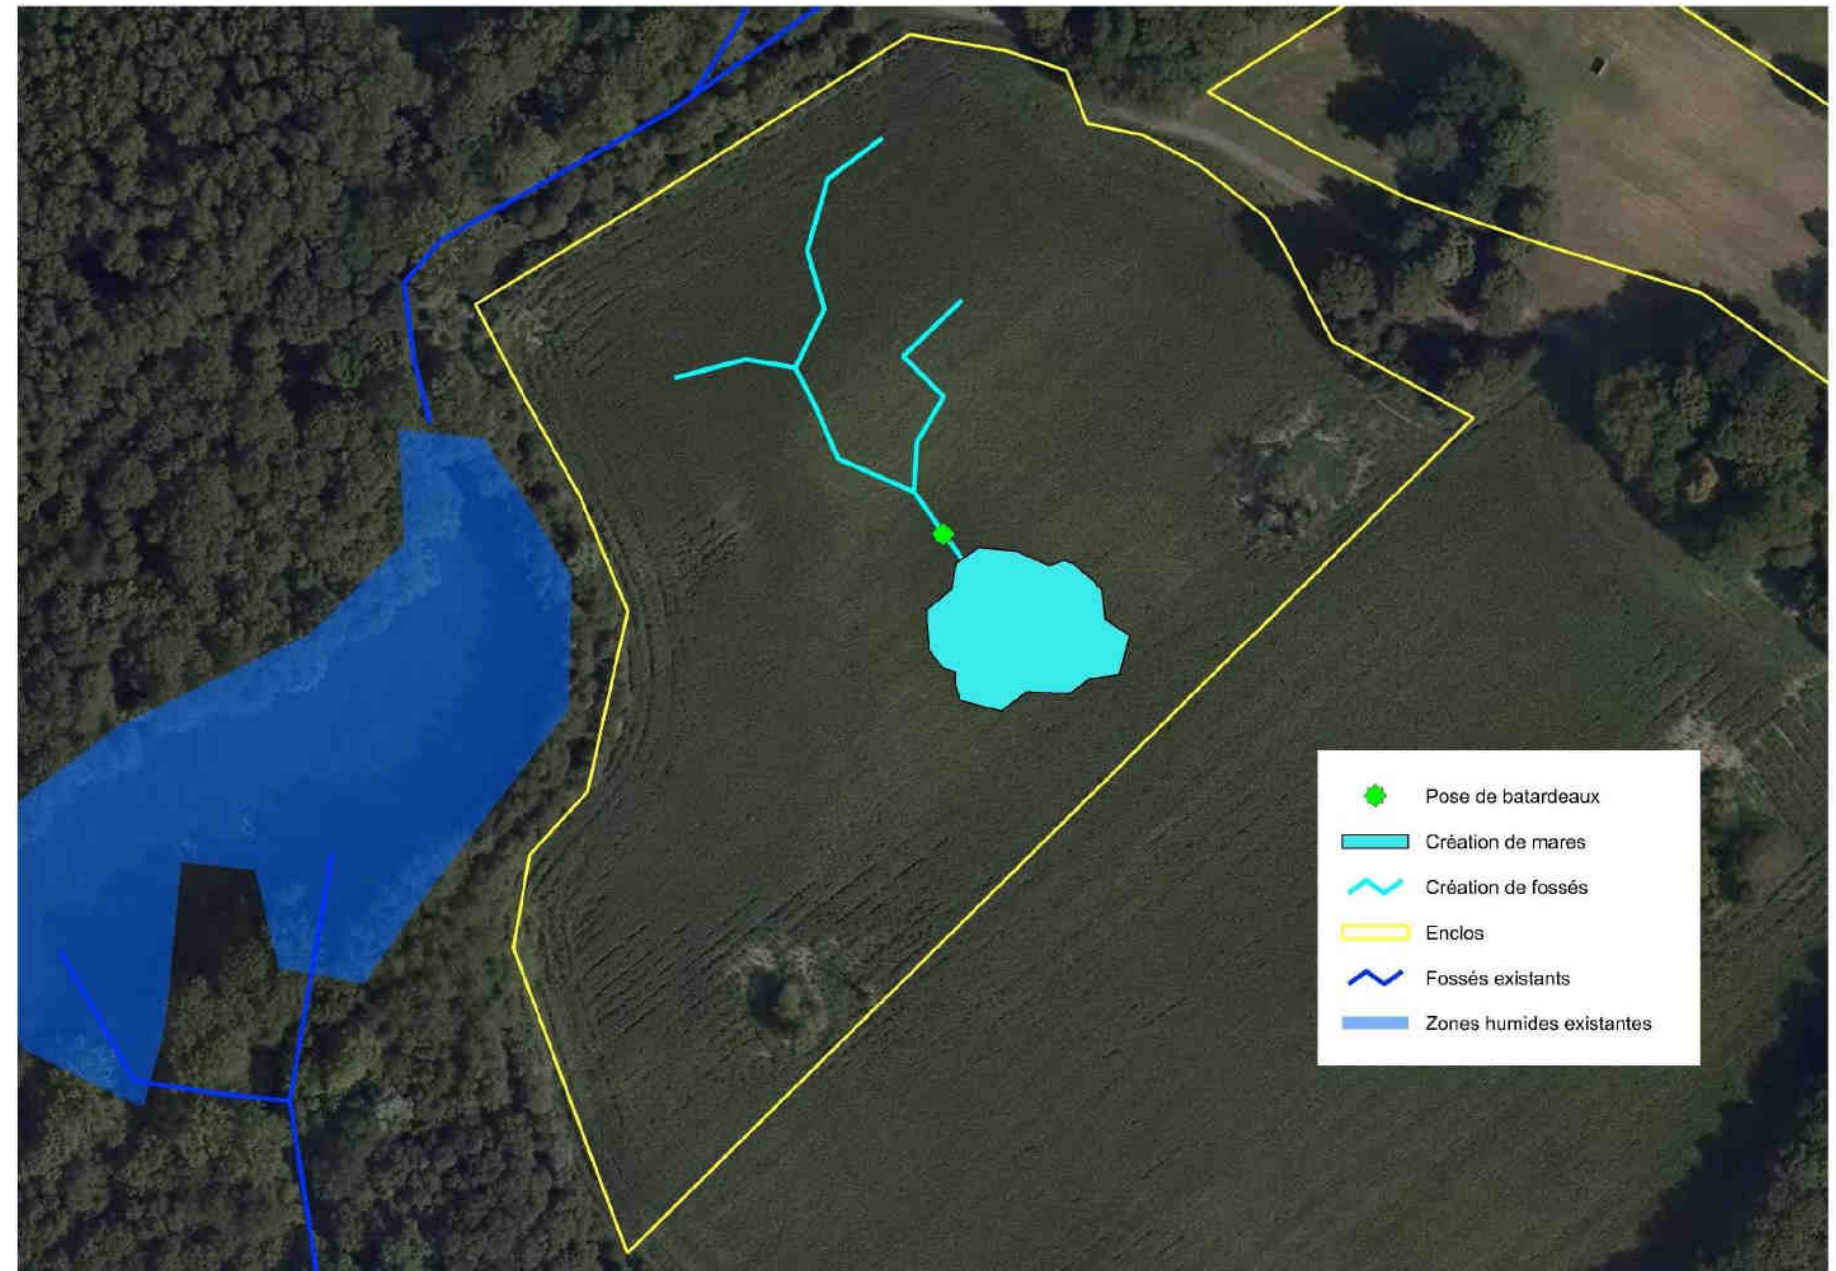 Pose de batardeaux
Création de mares
Création de fossés
Enclos
Fossés existants
Zones humides existantes